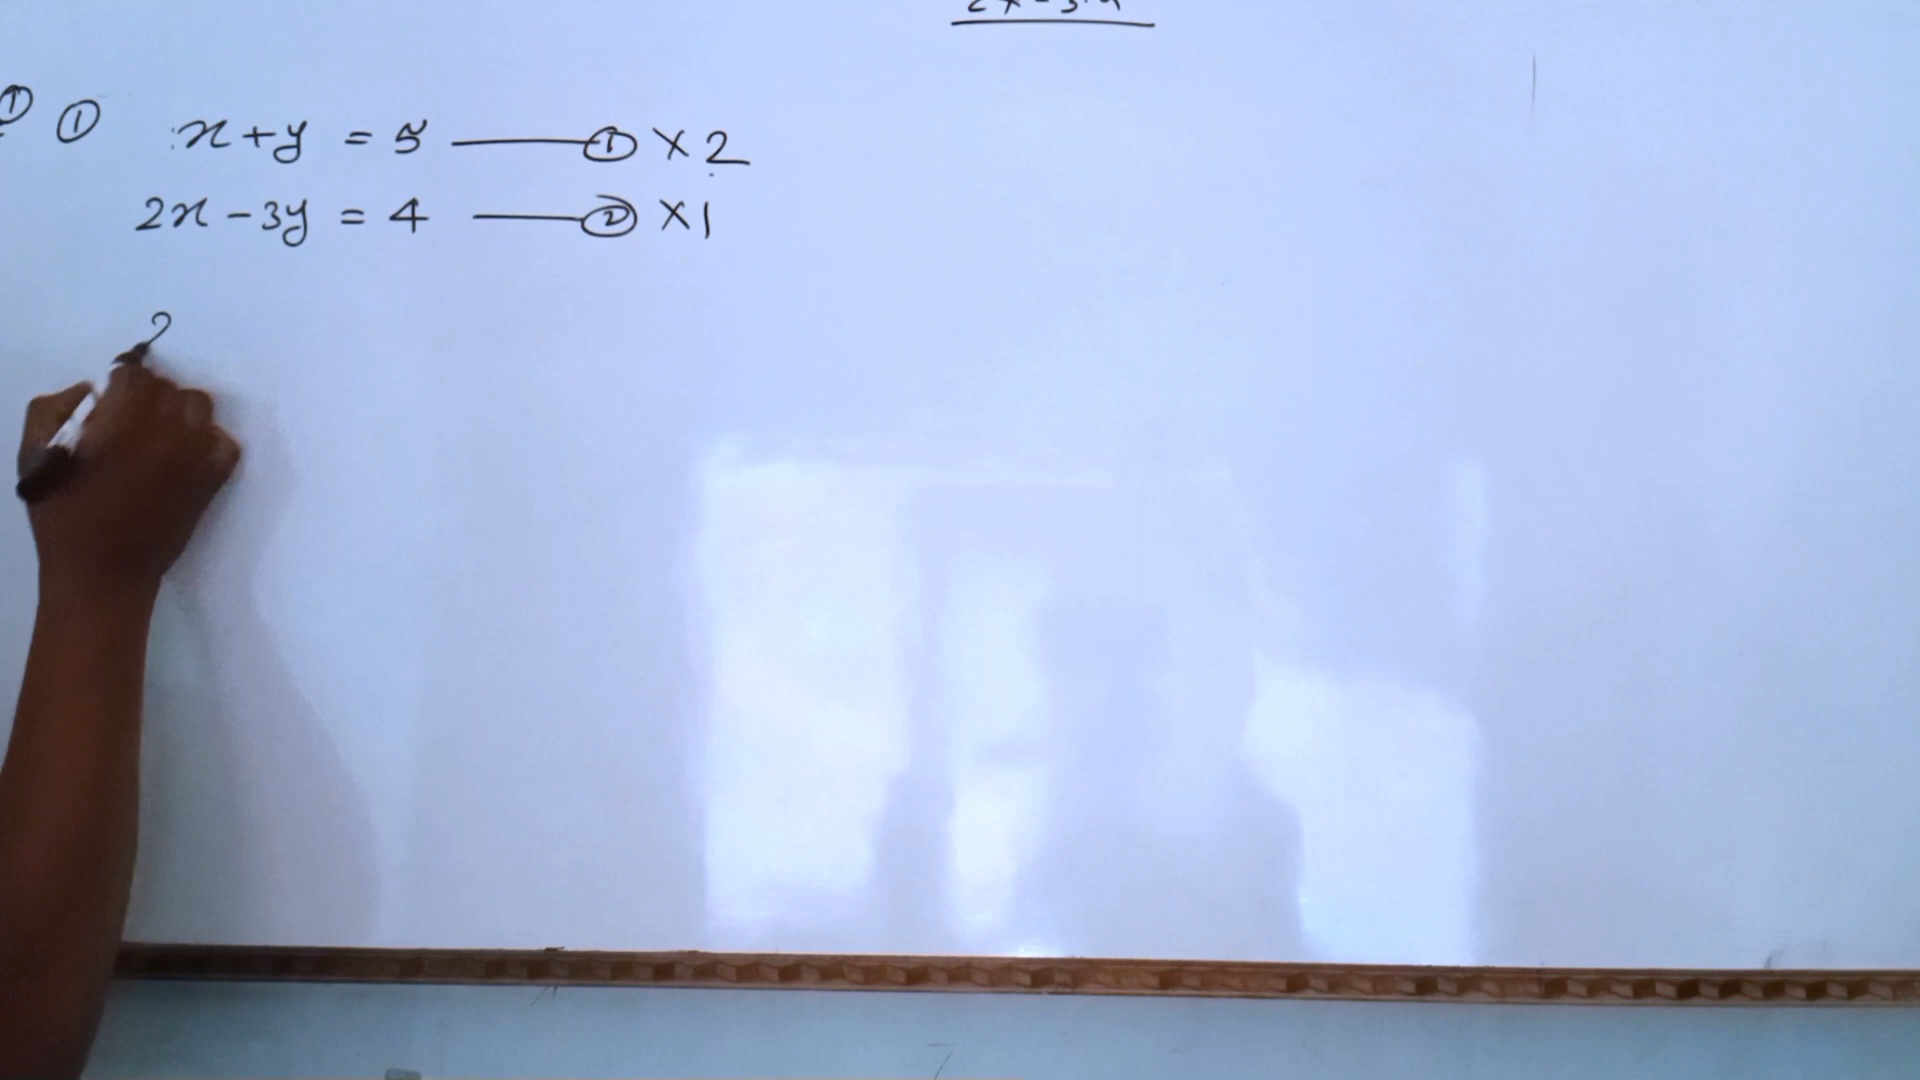 ① x+y = 5 —— ① ×2
2x - 3y = 4 —— ② ×1
2